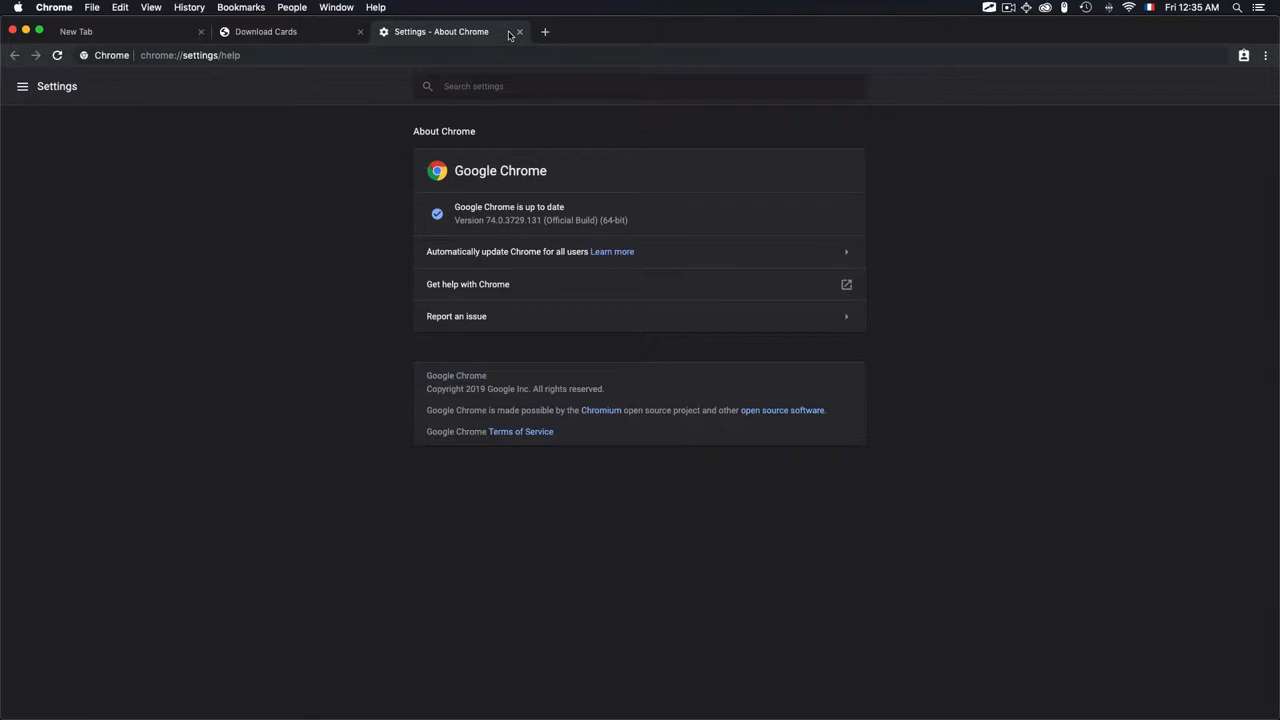 Chrome File Edit View History Bookmarks People Window Help Fri 12:35 AM
New Tab Download Cards Settings - About Chrome
Chrome chrome://settings/help
Settings Search settings
About Chrome
Google Chrome
Google Chrome is up to date
Version 74.0.3729.131 (Official Build) (64-bit)
Automatically update Chrome for all users Learn more
Get help with Chrome
Report an issue
Google Chrome
Copyright 2019 Google Inc. All rights reserved.
Google Chrome is made possible by the Chromium open source project and other open source software.
Google Chrome Terms of Service